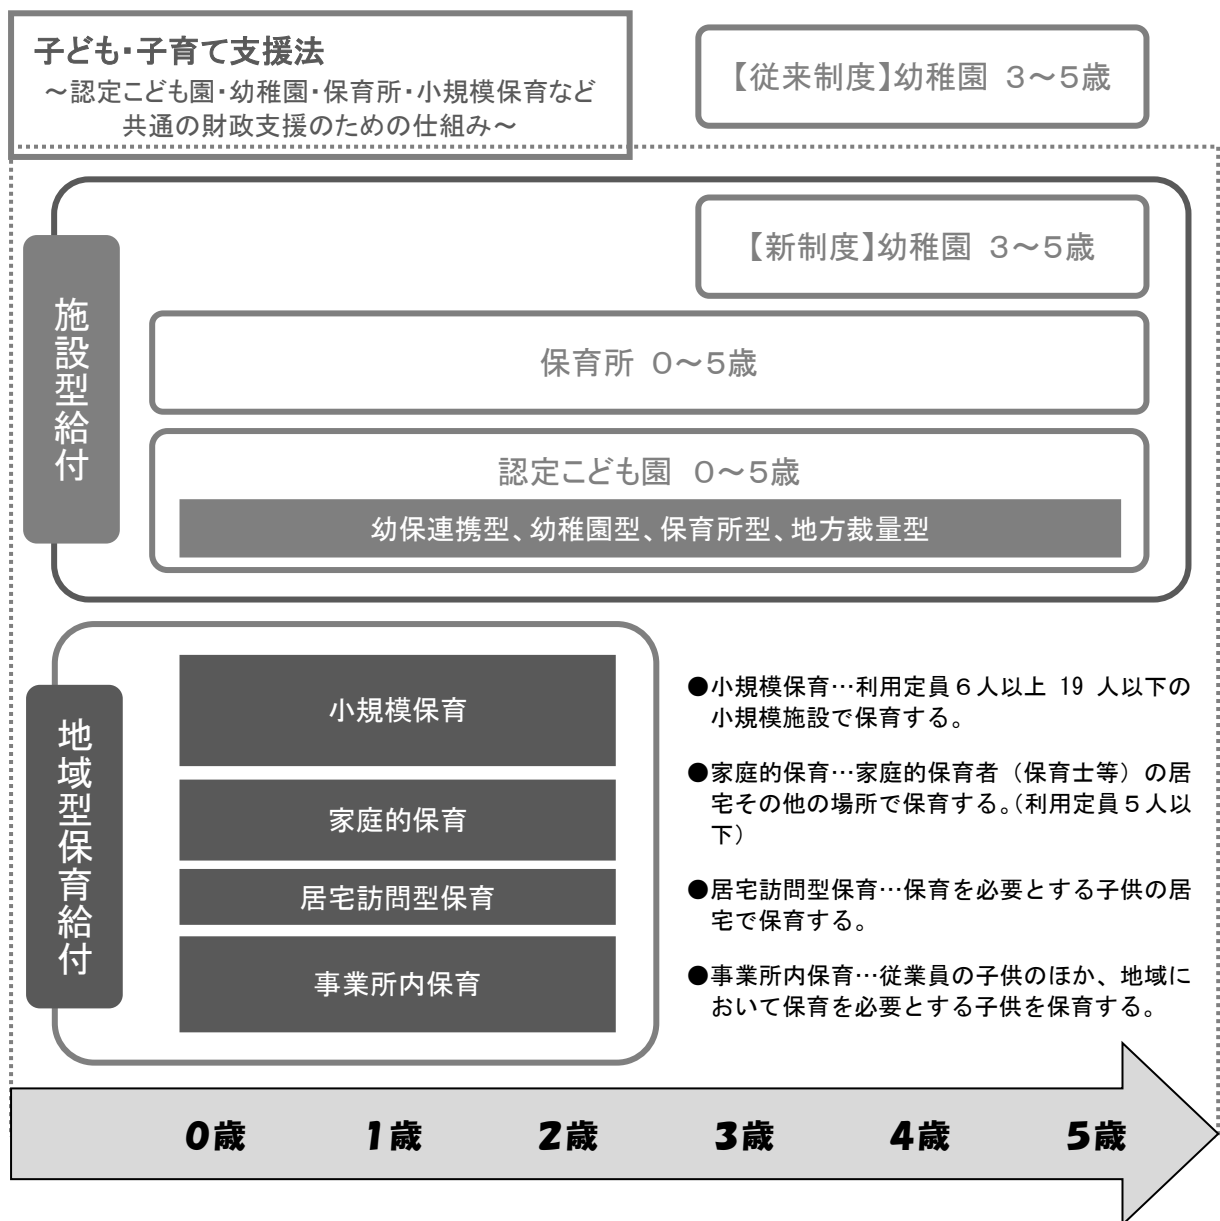 子ども・子育て支援法
～認定こども園・幼稚園・保育所・小規模保育など
共通の財政支援のための仕組み～
【従来制度】幼稚園 3～5歳
施設型給付
【新制度】幼稚園 3～5歳
保育所 0～5歳
認定こども園 0～5歳
幼保連携型、幼稚園型、保育所型、地方裁量型
地域型保育給付
小規模保育
家庭的保育
居宅訪問型保育
事業所内保育
●小規模保育…利用定員６人以上 19 人以下の
小規模施設で保育する。
●家庭的保育…家庭的保育者（保育士等）の居
宅その他の場所で保育する。（利用定員５人以
下）
●居宅訪問型保育…保育を必要とする子供の居
宅で保育する。
●事業所内保育…従業員の子供のほか、地域に
おいて保育を必要とする子供を保育する。
0歳 1歳 2歳 3歳 4歳 5歳